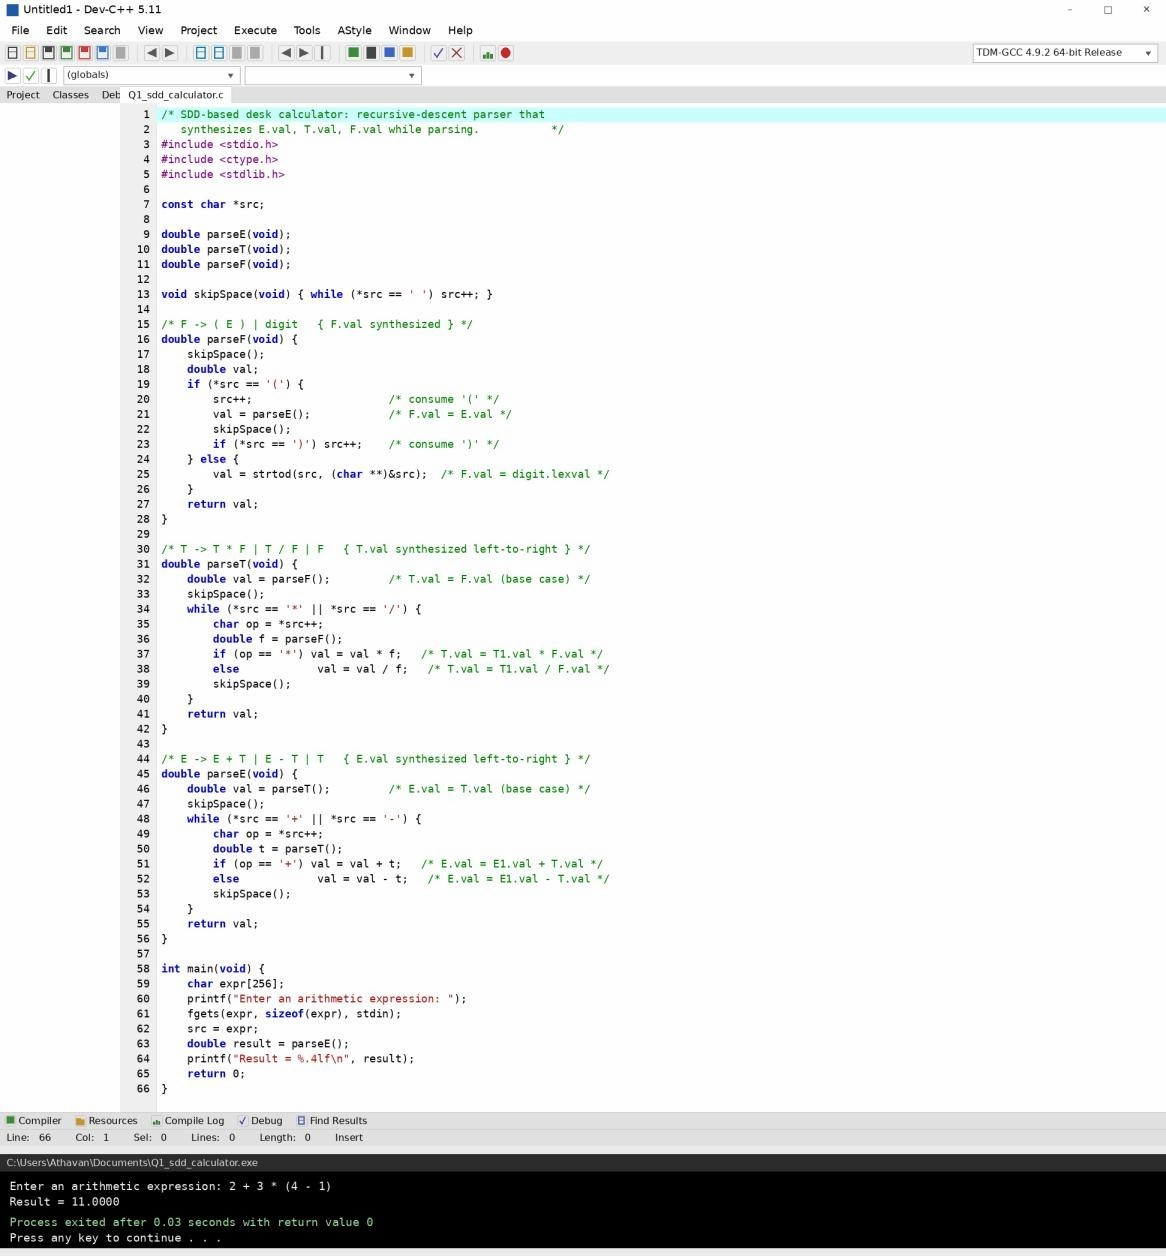 Untitled1 - Dev-C++ 5.11
File Edit Search View Project Execute Tools AStyle Window Help
TDM-GCC 4.9.2 64-bit Release
(globals)
Project Classes Deb Q1_sdd_calculator.c
1 /* SDD-based desk calculator: recursive-descent parser that
2    synthesizes E.val, T.val, F.val while parsing.           */
3 #include <stdio.h>
4 #include <ctype.h>
5 #include <stdlib.h>
6
7 const char *src;
8
9 double parseE(void);
10 double parseT(void);
11 double parseF(void);
12
13 void skipSpace(void) { while (*src == ' ') src++; }
14
15 /* F -> ( E ) | digit   { F.val synthesized } */
16 double parseF(void) {
17     skipSpace();
18     double val;
19     if (*src == '(') {
20         src++;                     /* consume '(' */
21         val = parseE();            /* F.val = E.val */
22         skipSpace();
23         if (*src == ')') src++;    /* consume ')' */
24     } else {
25         val = strtod(src, (char **)&src);  /* F.val = digit.lexval */
26     }
27     return val;
28 }
29
30 /* T -> T * F | T / F | F   { T.val synthesized left-to-right } */
31 double parseT(void) {
32     double val = parseF();         /* T.val = F.val (base case) */
33     skipSpace();
34     while (*src == '*' || *src == '/') {
35         char op = *src++;
36         double f = parseF();
37         if (op == '*') val = val * f;   /* T.val = T1.val * F.val */
38         else            val = val / f;   /* T.val = T1.val / F.val */
39         skipSpace();
40     }
41     return val;
42 }
43
44 /* E -> E + T | E - T | T   { E.val synthesized left-to-right } */
45 double parseE(void) {
46     double val = parseT();         /* E.val = T.val (base case) */
47     skipSpace();
48     while (*src == '+' || *src == '-') {
49         char op = *src++;
50         double t = parseT();
51         if (op == '+') val = val + t;   /* E.val = E1.val + T.val */
52         else            val = val - t;   /* E.val = E1.val - T.val */
53         skipSpace();
54     }
55     return val;
56 }
57
58 int main(void) {
59     char expr[256];
60     printf("Enter an arithmetic expression: ");
61     fgets(expr, sizeof(expr), stdin);
62     src = expr;
63     double result = parseE();
64     printf("Result = %.4lf\n", result);
65     return 0;
66 }
Compiler Resources Compile Log Debug Find Results
Line: 66 Col: 1 Sel: 0 Lines: 0 Length: 0 Insert
C:\Users\Athavan\Documents\Q1_sdd_calculator.exe
Enter an arithmetic expression: 2 + 3 * (4 - 1)
Result = 11.0000
Process exited after 0.03 seconds with return value 0
Press any key to continue . . .